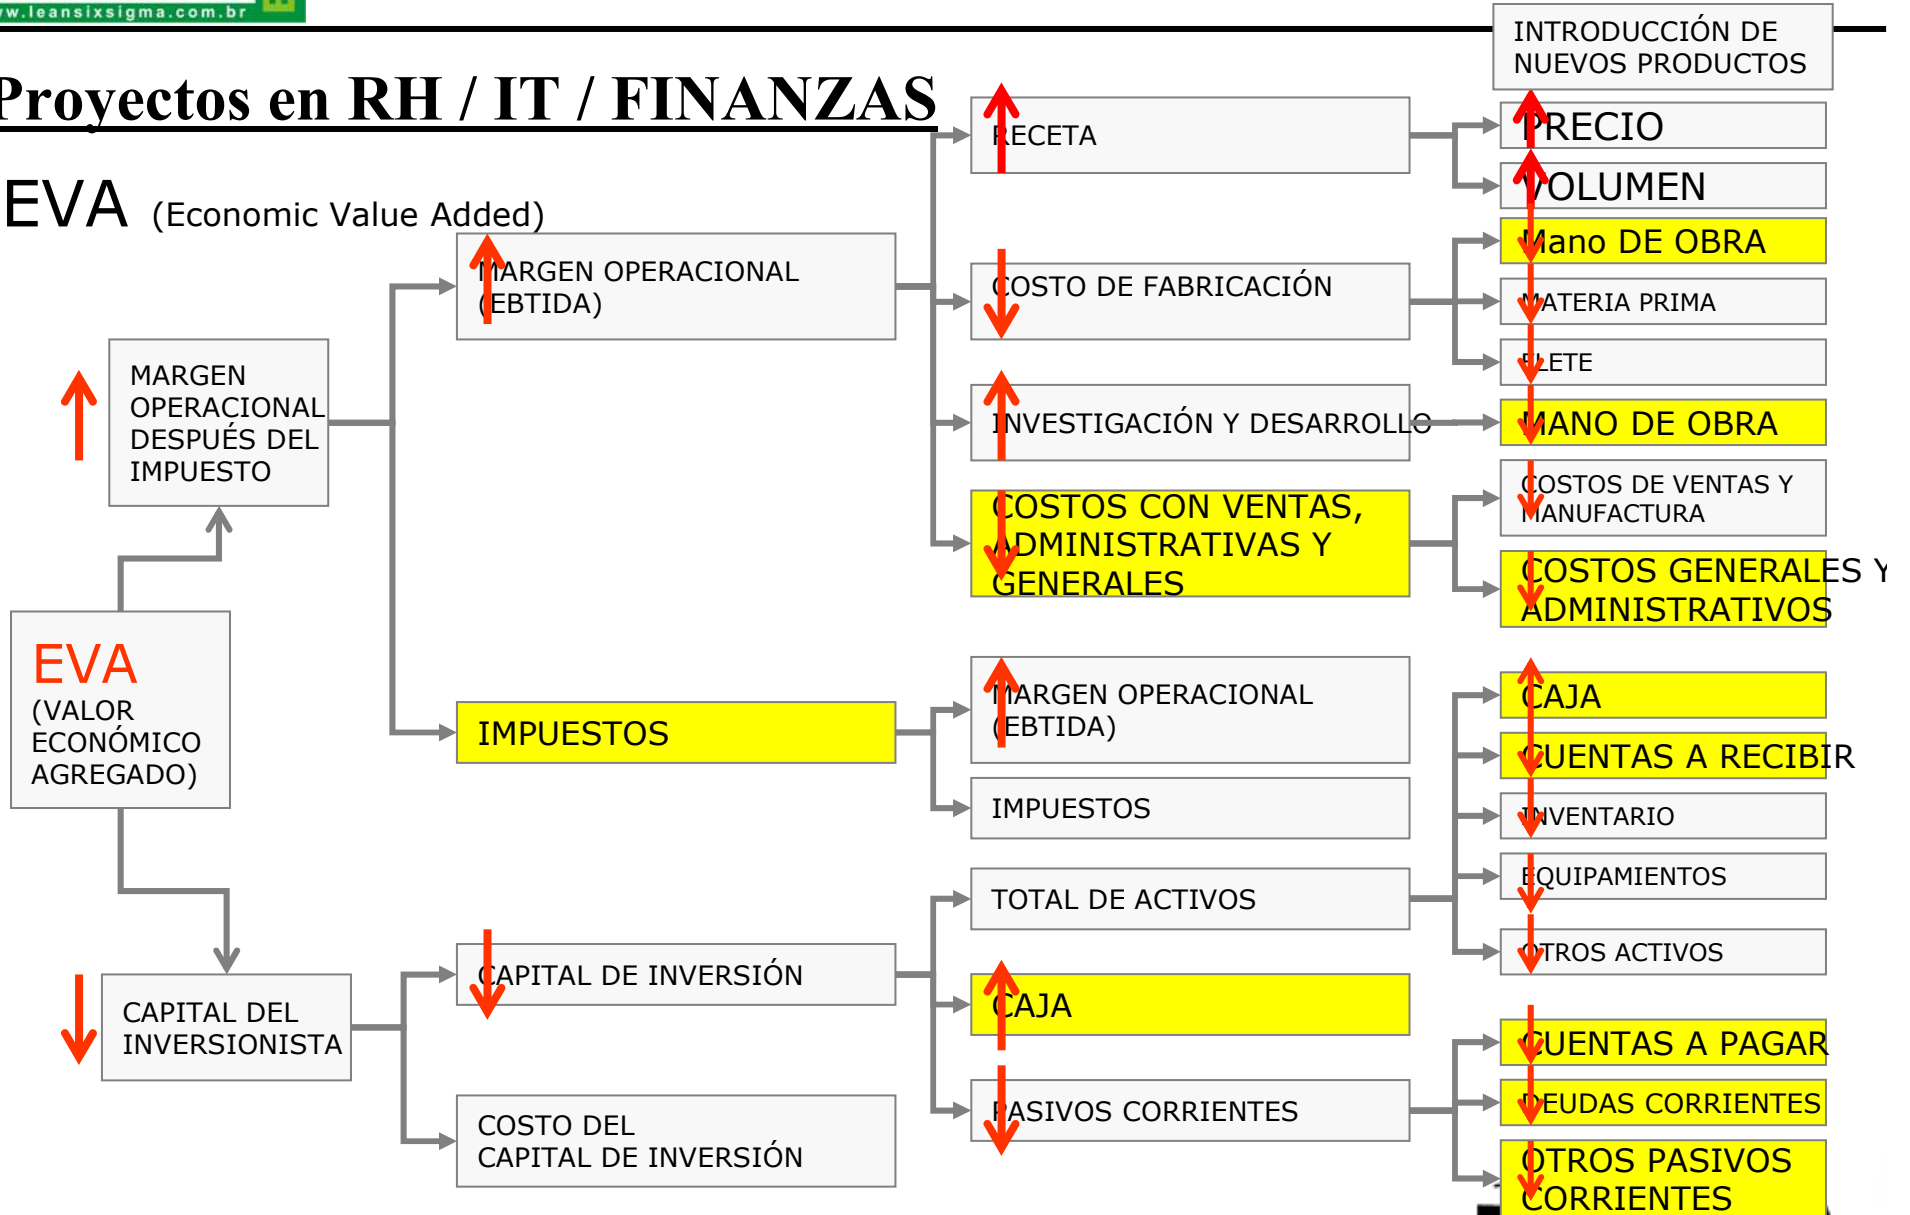 w.leansixsigma.com.br
Proyectos en RH / IT / FINANZAS
EVA (Economic Value Added)
EVA
(VALOR
ECONÓMICO
AGREGADO)
MARGEN
OPERACIONAL
DESPUÉS DEL
IMPUESTO
CAPITAL DEL
INVERSIONISTA
MARGEN OPERACIONAL
(EBTIDA)
IMPUESTOS
CAPITAL DE INVERSIÓN
COSTO DEL
CAPITAL DE INVERSIÓN
RECETA
COSTO DE FABRICACIÓN
INVESTIGACIÓN Y DESARROLLO
COSTOS CON VENTAS,
ADMINISTRATIVAS Y
GENERALES
MARGEN OPERACIONAL
(EBTIDA)
IMPUESTOS
TOTAL DE ACTIVOS
CAJA
PASIVOS CORRIENTES
INTRODUCCIÓN DE
NUEVOS PRODUCTOS
PRECIO
VOLUMEN
Mano DE OBRA
MATERIA PRIMA
FLETE
MANO DE OBRA
COSTOS DE VENTAS Y
MANUFACTURA
COSTOS GENERALES Y
ADMINISTRATIVOS
CAJA
CUENTAS A RECIBIR
INVENTARIO
EQUIPAMIENTOS
OTROS ACTIVOS
CUENTAS A PAGAR
DEUDAS CORRIENTES
OTROS PASIVOS
CORRIENTES